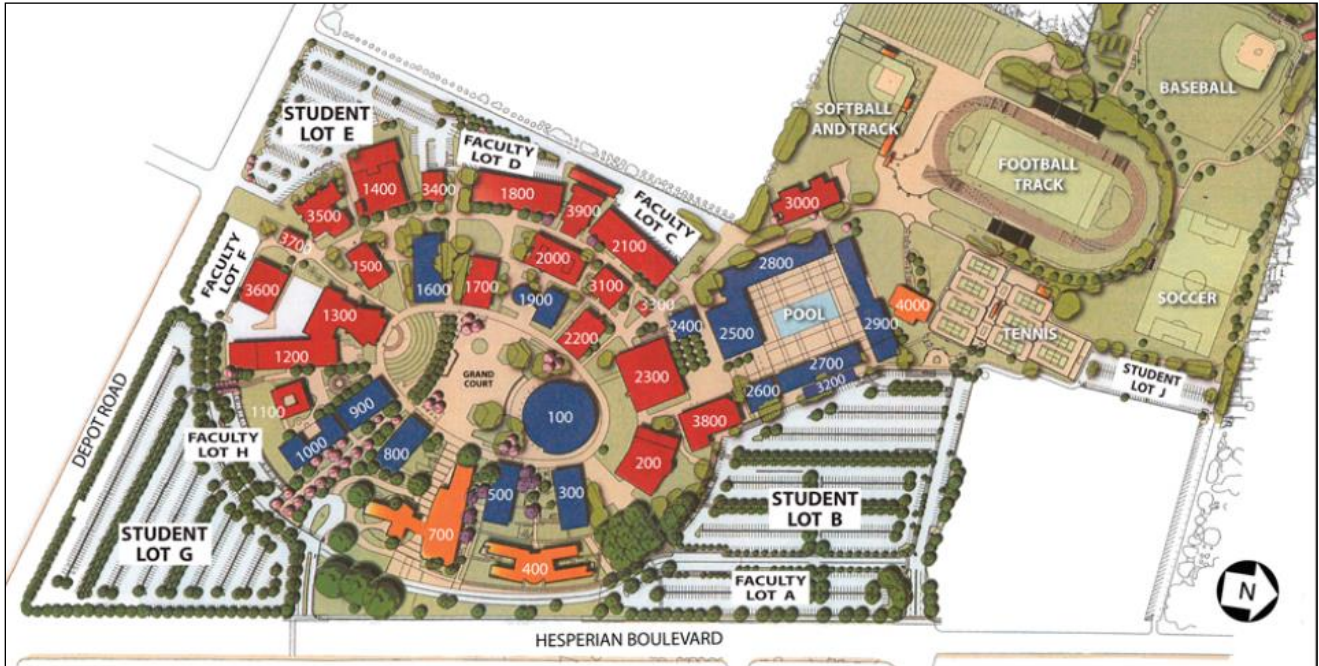 BASEBALL
STUDENT
LOT E
SOFTBALL
AND TRACK
FACULTY
LOT D
FOOTBALL
TRACK
1400
3400
1800
3900
3000
3500
FACULTY
LOT C
2100
3700
1500
2000
FACULTY
LOT F
1600
1700
3100
2800
3600
1900
3300
4000
SOCCER
1300
2400
POOL
2200
2500
2900
TENNIS
1200
2300
2700
STUDENT
LOT J
GRAND
COURT
2600
3200
1100
900
100
3800
DEPOT ROAD
FACULTY
LOT H
1000
800
200
500
300
STUDENT
LOT B
STUDENT
LOT G
700
400
FACULTY
LOT A
N
HESPERIAN BOULEVARD